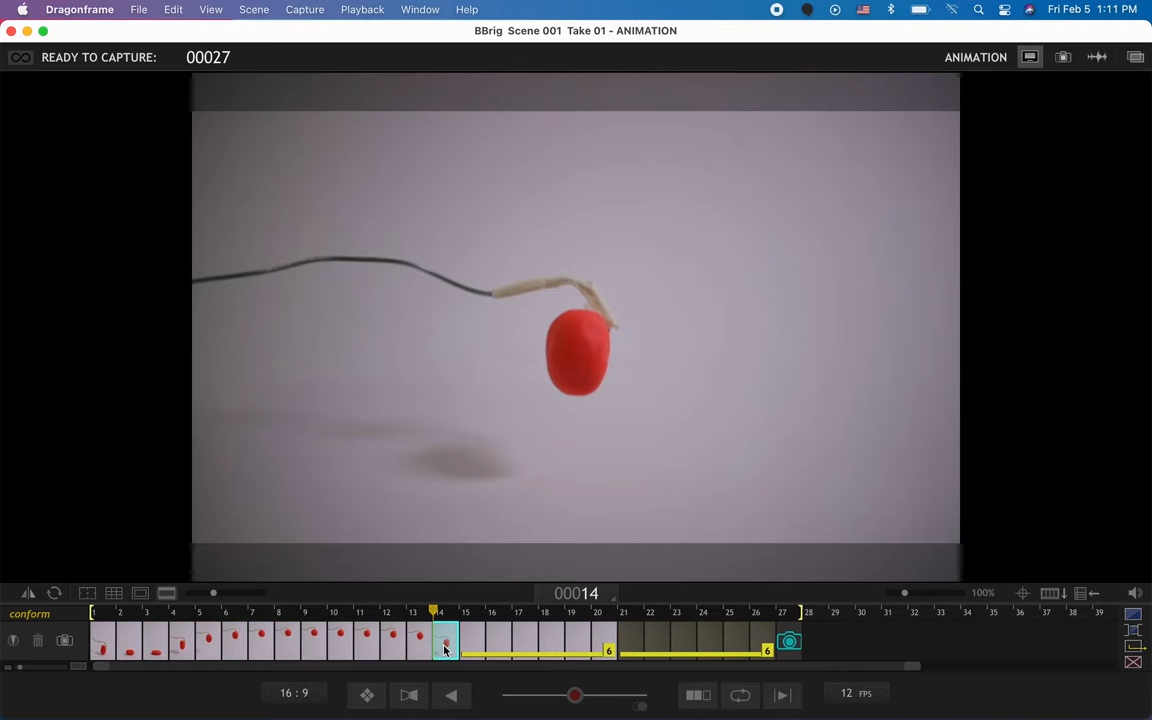 Dragonframe File Edit View Scene Capture Playback Window Help Fri Feb 5 1:11 PM
BBrig Scene 001 Take 01 - ANIMATION
READY TO CAPTURE: 00027 ANIMATION
00014 100%
conform 1 2 3 4 5 6 7 8 9 10 11 12 13 14 15 16 17 18 19 20 21 22 23 24 25 26 27 28 29 30 31 32 33 34 35 36 37 38 39
6 6
16 : 9 12 FPS